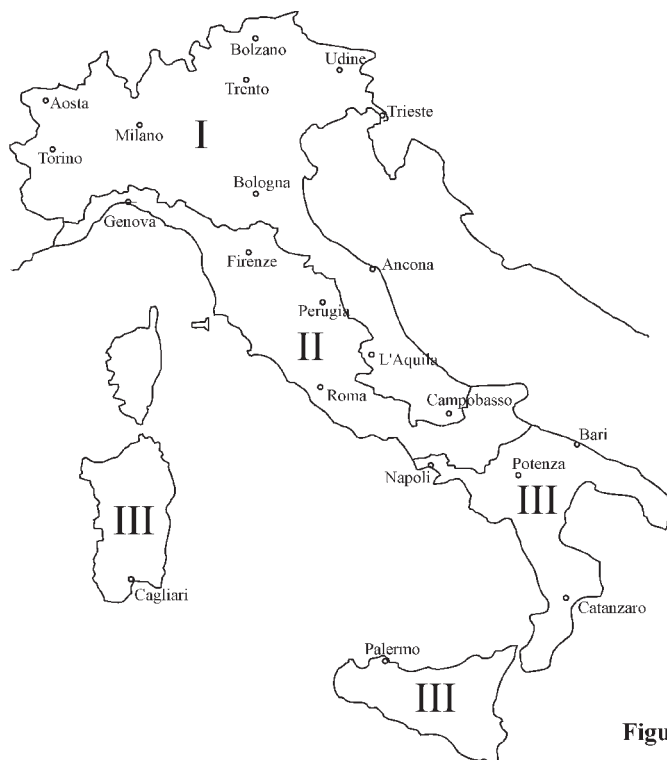 Bolzano
Udine
Trento
Aosta
Trieste
Milano
I
Torino
Bologna
Genova
Firenze
Ancona
Perugia
II
L'Aquila
Roma
Campobasso
Bari
Napoli
Potenza
III
III
Cagliari
Catanzaro
Palermo
III
Figu